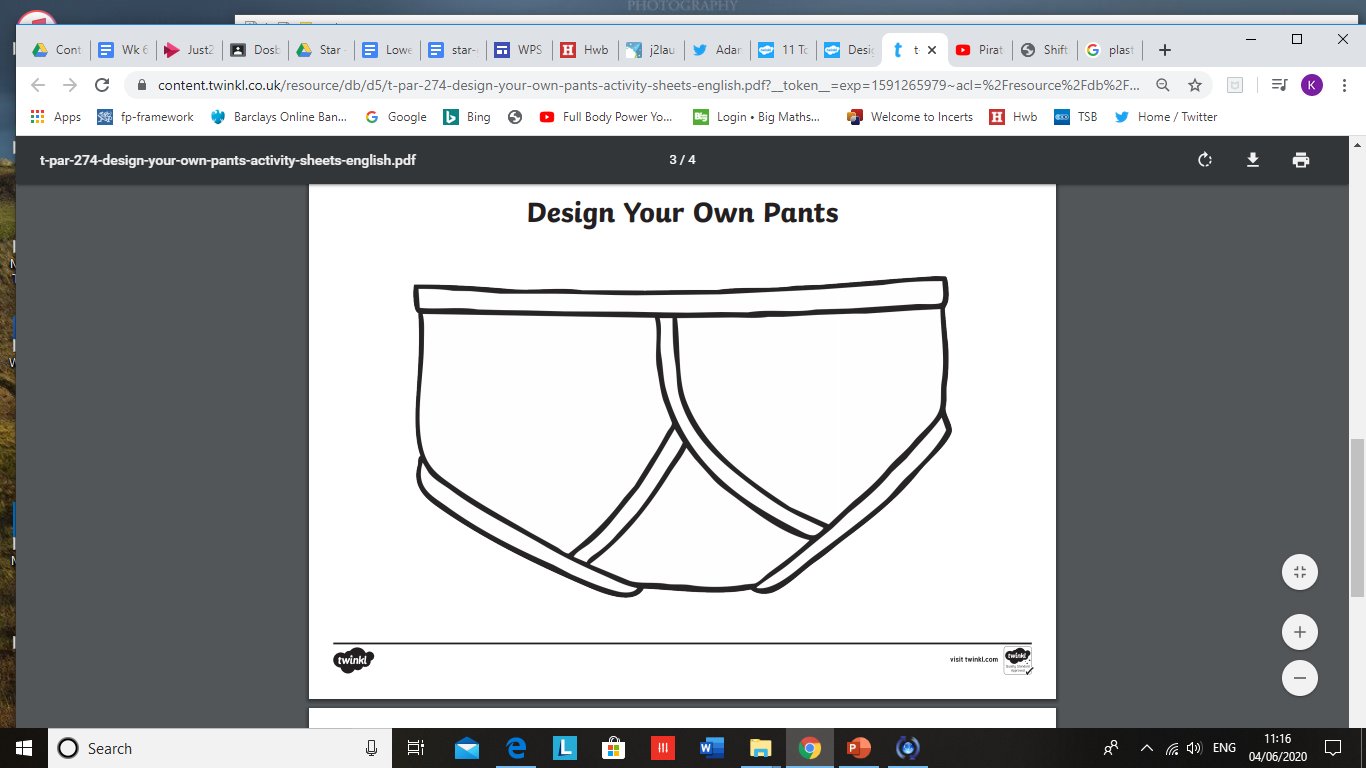 PHOTOGRAPHY
Cont
Wk 6
Just2
Dosb
Star
Lowe
star-
WPS
Hwb
j2lau
Adar
11 To
Desig
t-
Pirat
Shift
plast
content.twinkl.co.uk/resource/db/d5/t-par-274-design-your-own-pants-activity-sheets-english.pdf?__token__=exp=1591265979~acl=%2Fresource%2Fdb%2F...
K
Apps
fp-framework
Barclays Online Ban...
Google
Bing
Full Body Power Yo...
Login • Big Maths...
Welcome to Incerts
Hwb
TSB
Home / Twitter
t-par-274-design-your-own-pants-activity-sheets-english.pdf
3 / 4
Design Your Own Pants
twinkl
visit twinkl.com
twinkl
Search
ENG
11:16
04/06/2020